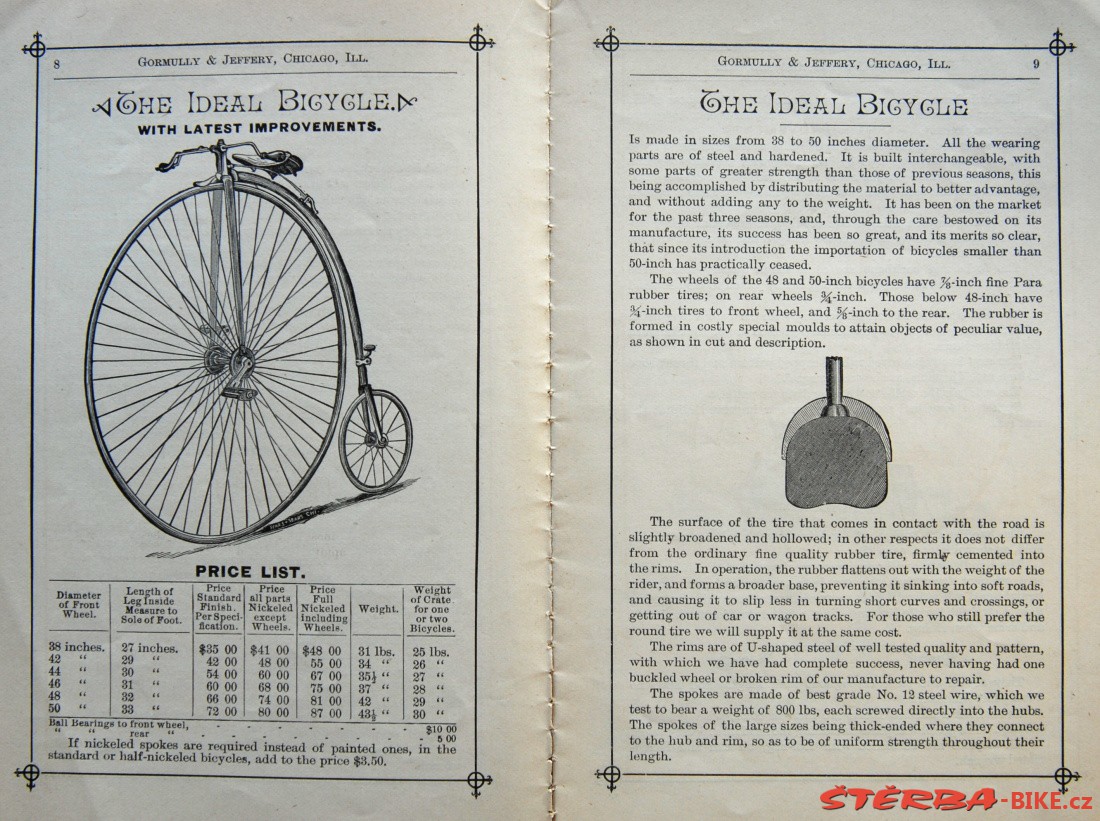 8
GORMULLY & JEFFERY, CHICAGO, ILL.
THE IDEAL BICYCLE.
WITH LATEST IMPROVEMENTS.
PRICE LIST.
Diameter of Front Wheel. Length of Leg Inside Measure to Sole of Foot. Price Standard Finish. Per Specification. Price all parts Nickeled except Wheels. Price Full Nickeled including Wheels. Weight. Weight of Crate for one or two Bicycles.
38 inches. 27 inches. $35 00 $41 00 $48 00 31 lbs. 25 lbs.
42 " 29 " 42 00 48 00 55 00 34 " 26 "
44 " 30 " 54 00 60 00 67 00 35½ " 27 "
46 " 31 " 60 00 68 00 75 00 37 " 28 "
48 " 32 " 66 00 74 00 81 00 42 " 29 "
50 " 33 " 72 00 80 00 87 00 43½ " 30 "
Ball Bearings to front wheel, - - - - - - - $10 00
" " rear " - - - - - - - 5 00
If nickeled spokes are required instead of painted ones, in the
standard or half-nickeled bicycles, add to the price $3.50.
GORMULLY & JEFFERY, CHICAGO, ILL.
9
THE IDEAL BICYCLE
Is made in sizes from 38 to 50 inches diameter. All the wearing
parts are of steel and hardened. It is built interchangeable, with
some parts of greater strength than those of previous seasons, this
being accomplished by distributing the material to better advantage,
and without adding any to the weight. It has been on the market
for the past three seasons, and, through the care bestowed on its
manufacture, its success has been so great, and its merits so clear,
that since its introduction the importation of bicycles smaller than
50-inch has practically ceased.
The wheels of the 48 and 50-inch bicycles have ⅞-inch fine Para
rubber tires; on rear wheels ¾-inch. Those below 48-inch have
¾-inch tires to front wheel, and ⅝-inch to the rear. The rubber is
formed in costly special moulds to attain objects of peculiar value,
as shown in cut and description.
The surface of the tire that comes in contact with the road is
slightly broadened and hollowed; in other respects it does not differ
from the ordinary fine quality rubber tire, firmly cemented into
the rims. In operation, the rubber flattens out with the weight of the
rider, and forms a broader base, preventing it sinking into soft roads,
and causing it to slip less in turning short curves and crossings, or
getting out of car or wagon tracks. For those who still prefer the
round tire we will supply it at the same cost.
The rims are of U-shaped steel of well tested quality and pattern,
with which we have had complete success, never having had one
buckled wheel or broken rim of our manufacture to repair.
The spokes are made of best grade No. 12 steel wire, which we
test to bear a weight of 800 lbs, each screwed directly into the hubs.
The spokes of the large sizes being thick-ended where they connect
to the hub and rim, so as to be of uniform strength throughout their
length.
ŠTĚRBA-BIKE.cz